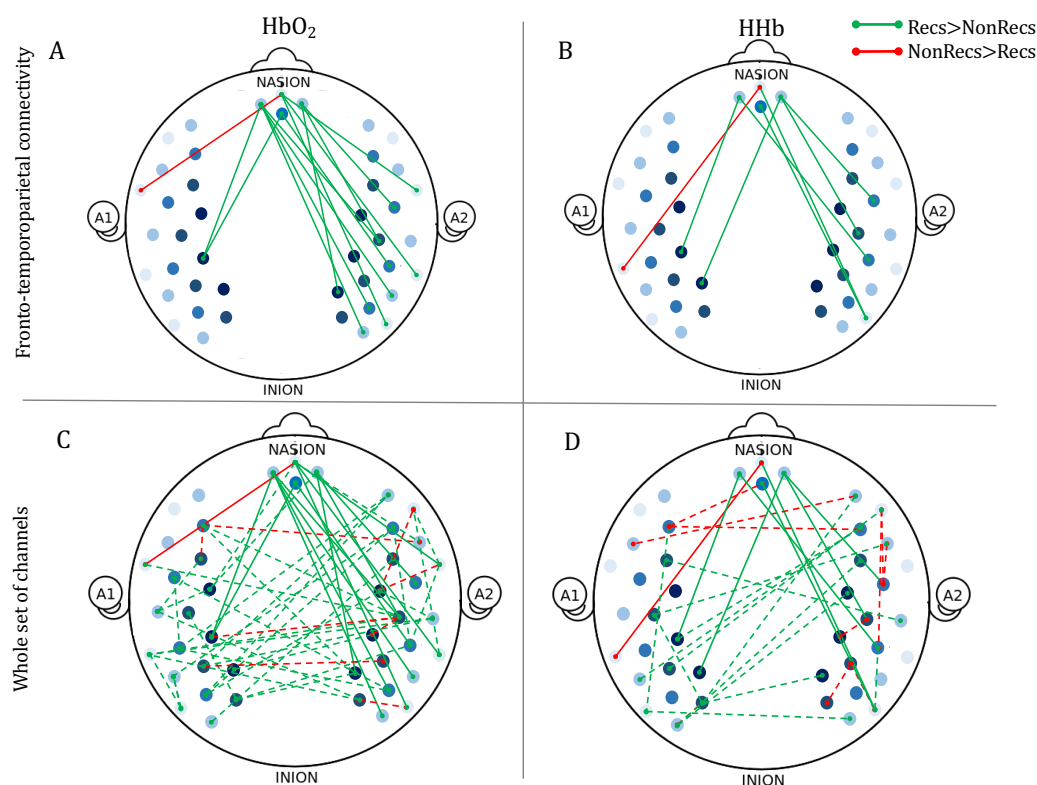 HbO₂
HHb
Recs>NonRecs
NonRecs>Recs
A
B
NASION
NASION
Fronto-temporoparietal connectivity
A1
A2
A1
A2
INION
INION
C
D
NASION
NASION
Whole set of channels
A1
A2
A1
A2
INION
INION